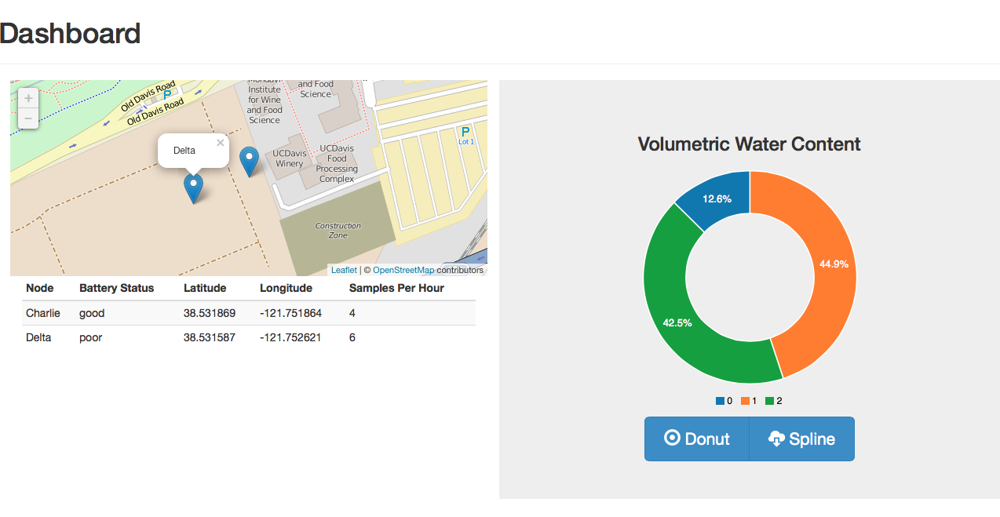 Dashboard
+
−
Old Davis Road
P
Old Davis Road
Institute
for Wine
and Food
Science
and Food
Science
P
Lot 1
Delta
×
UCDavis
Winery
UCDavis
Food
Processing
Complex
Construction
Zone
Leaflet | © OpenStreetMap contributors
Node Battery Status Latitude Longitude Samples Per Hour
Charlie good 38.531869 -121.751864 4
Delta poor 38.531587 -121.752621 6
Volumetric Water Content
12.6%
44.9%
42.5%
0 1 2
Donut Spline